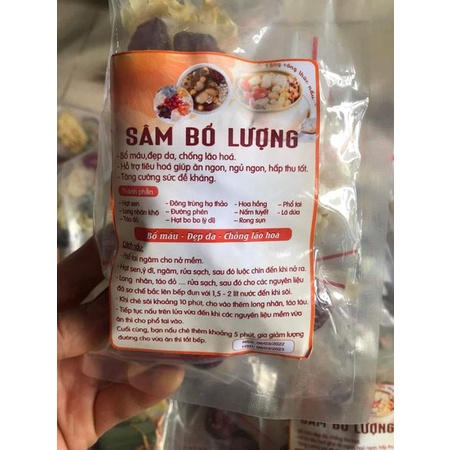 SÂM BỔ LƯỢNG
- Bổ máu, đẹp da, chống lão hoá.
- Hỗ trợ tiêu hoá giúp ăn ngon, ngủ ngon, hấp thu tốt.
- Tăng cường sức đề kháng.
Thành phần
- Hạt sen - Đông trùng hạ thảo - Hoa hồng - Phổ tai
- Long nhãn khô - Đường phèn - Nấm tuyết - Lá dứa
- Táo đỏ - Hạt bo bo (ý dĩ) - Rong sụn
Bổ máu - Đẹp da - Chống lão hoá
Cách nấu:
- Phổ tai ngâm cho nở mềm.
- Hạt sen, ý dĩ, ngâm, rửa sạch, sau đó luộc chín đến khi nở ra.
- Long nhãn, táo đỏ .... rửa sạch, sau đó cho các nguyên liệu
đã sơ chế bắc lên bếp đun với 1,5 - 2 lít nước đến khi sôi.
- Khi chè sôi khoảng 10 phút, cho vào thêm long nhãn, táo tàu.
- Tiếp tục nấu trên lửa vừa đến khi các nguyên liệu mềm vừa
ăn thì cho phổ tai vào.
Cuối cùng, bạn nấu chè thêm khoảng 5 phút, gia giảm lượng
đường cho vừa ăn thì tắt bếp.
SÂM BỔ LƯỢNG